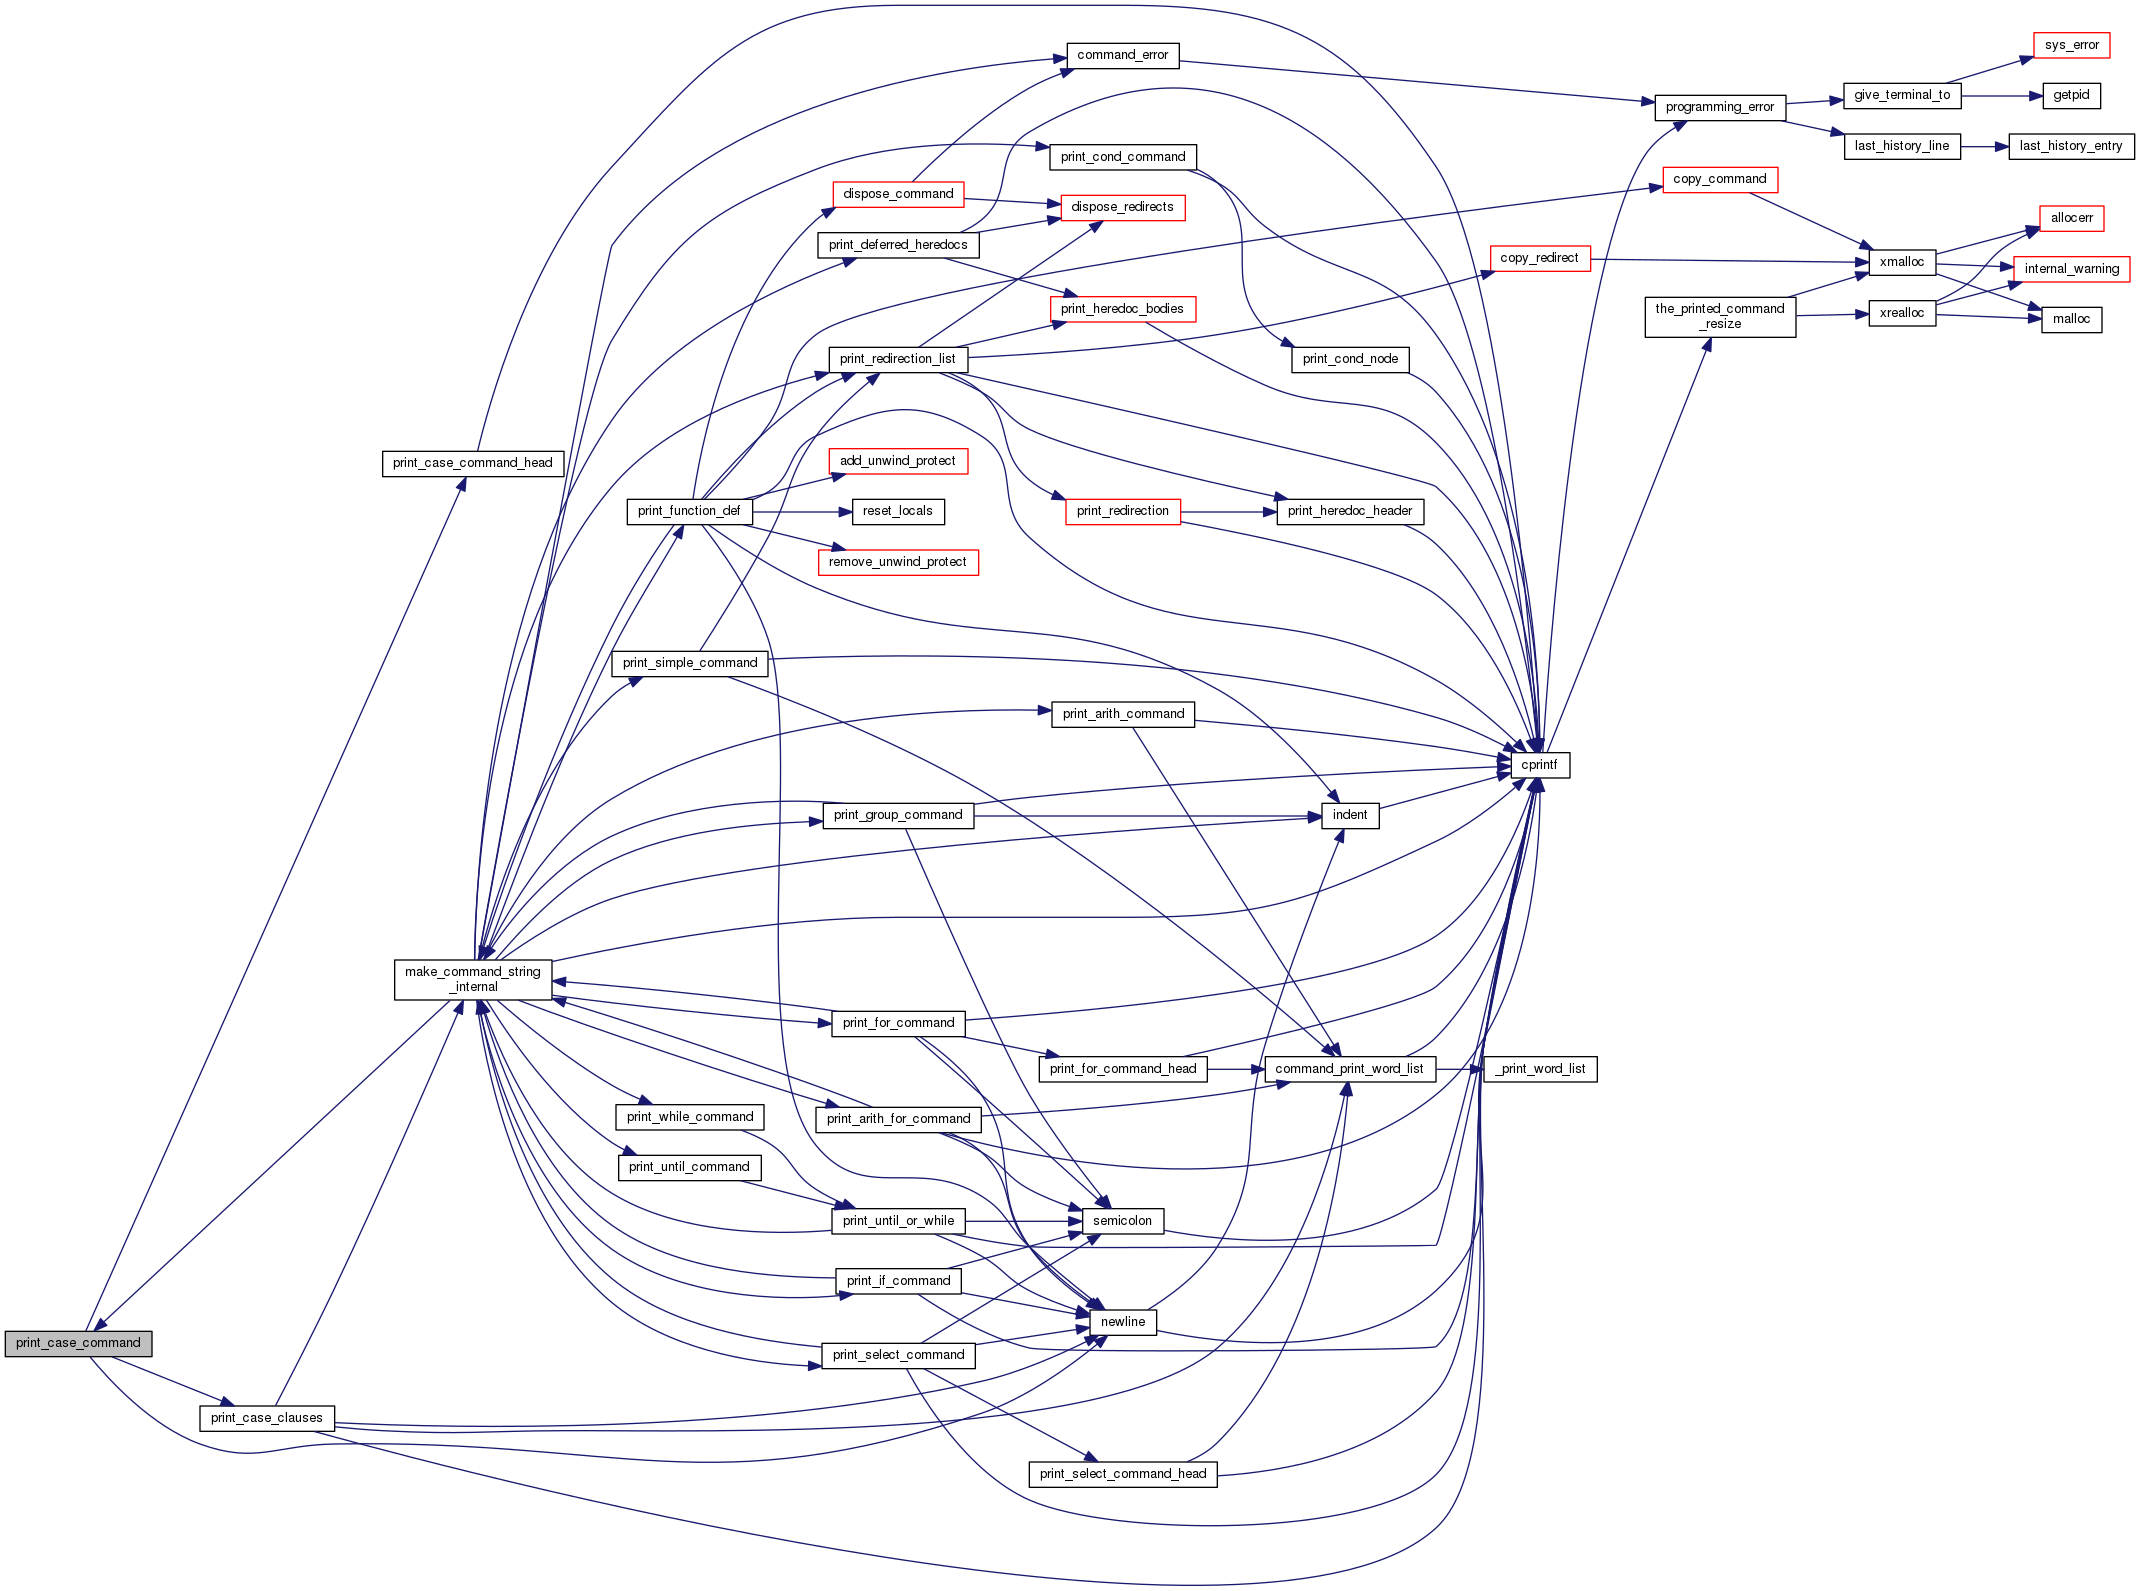 sys_error
command_error
give_terminal_to
getpid
programming_error
last_history_line
last_history_entry
print_cond_command
copy_command
dispose_command
dispose_redirects
allocerr
print_deferred_heredocs
copy_redirect
xmalloc
internal_warning
print_heredoc_bodies
the_printed_command
_resize
xrealloc
malloc
print_redirection_list
print_cond_node
print_case_command_head
add_unwind_protect
print_function_def
reset_locals
print_redirection
print_heredoc_header
remove_unwind_protect
print_simple_command
print_arith_command
cprintf
print_group_command
indent
make_command_string
_internal
print_for_command
print_for_command_head
command_print_word_list
_print_word_list
print_while_command
print_arith_for_command
print_until_command
print_until_or_while
semicolon
print_if_command
newline
print_case_command
print_select_command
print_case_clauses
print_select_command_head